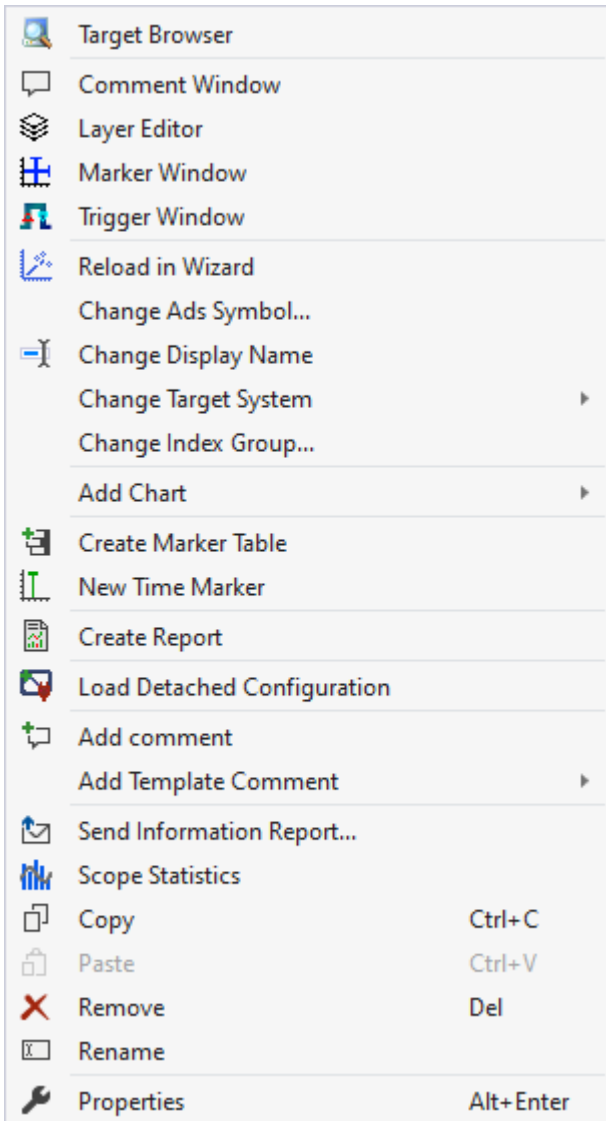 Target Browser
Comment Window
Layer Editor
Marker Window
Trigger Window
Reload in Wizard
Change Ads Symbol...
Change Display Name
Change Target System
Change Index Group...
Add Chart
Create Marker Table
New Time Marker
Create Report
Load Detached Configuration
Add comment
Add Template Comment
Send Information Report...
Scope Statistics
Copy Ctrl+C
Paste Ctrl+V
Remove Del
Rename
Properties Alt+Enter